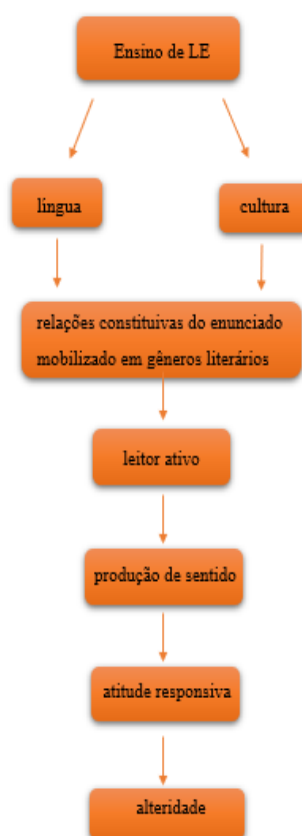 Ensino de LE
língua
cultura
relações constituivas do enunciado
mobilizado em gêneros literários
leitor ativo
produção de sentido
atitude responsiva
alteridade